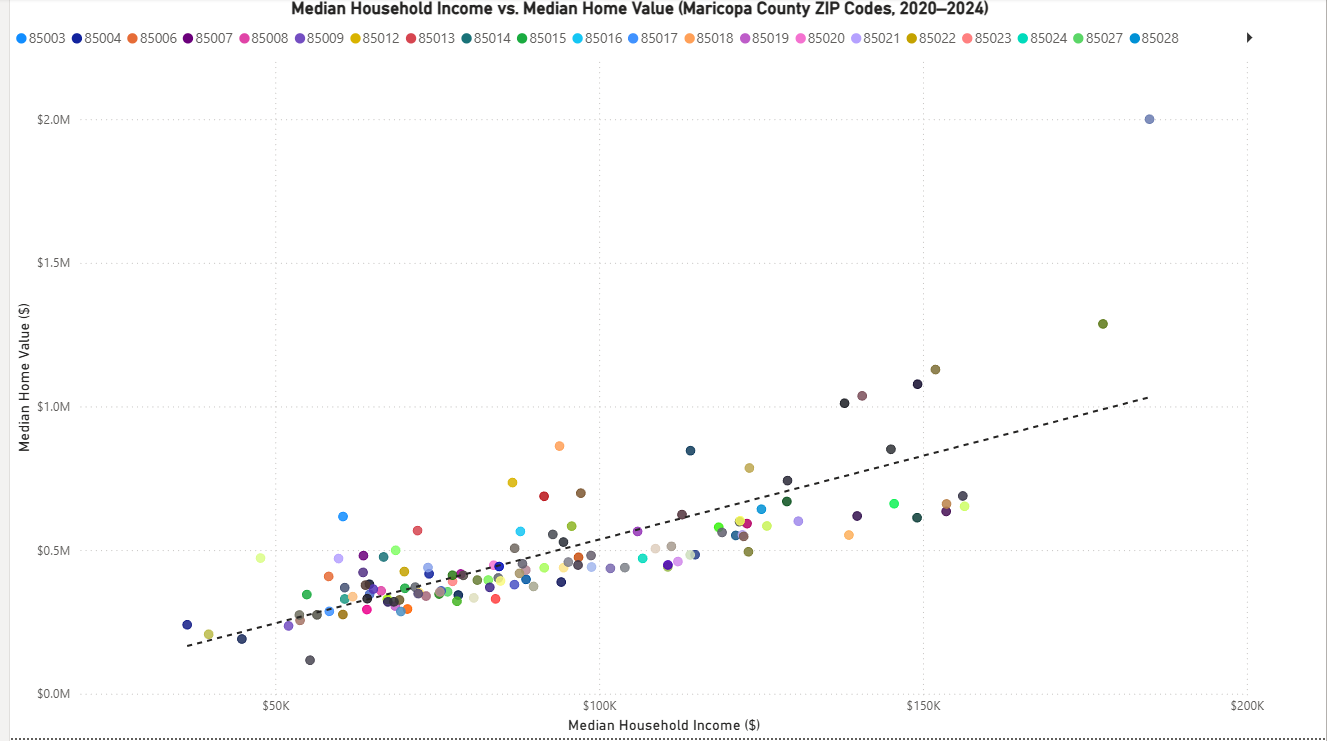 Median Household Income vs. Median Home Value (Maricopa County ZIP Codes, 2020–2024)
85003 85004 85006 85007 85008 85009 85012 85013 85014 85015 85016 85017 85018 85019 85020 85021 85022 85023 85024 85027 85028
$2.0M
$1.5M
$1.0M
$0.5M
$0.0M
Median Home Value ($)
$50K $100K $150K $200K
Median Household Income ($)